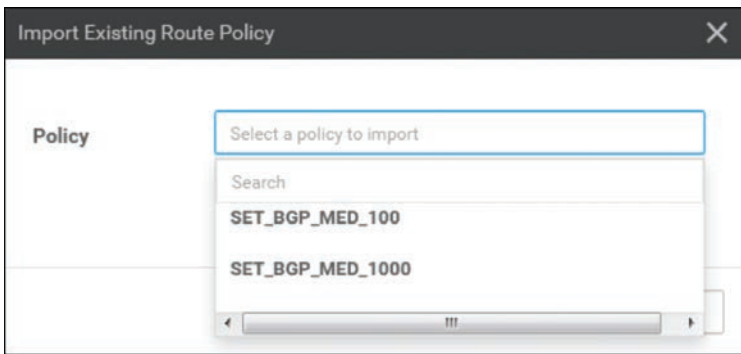 Import Existing Route Policy
Policy
Select a policy to import
Search
SET_BGP_MED_100
SET_BGP_MED_1000